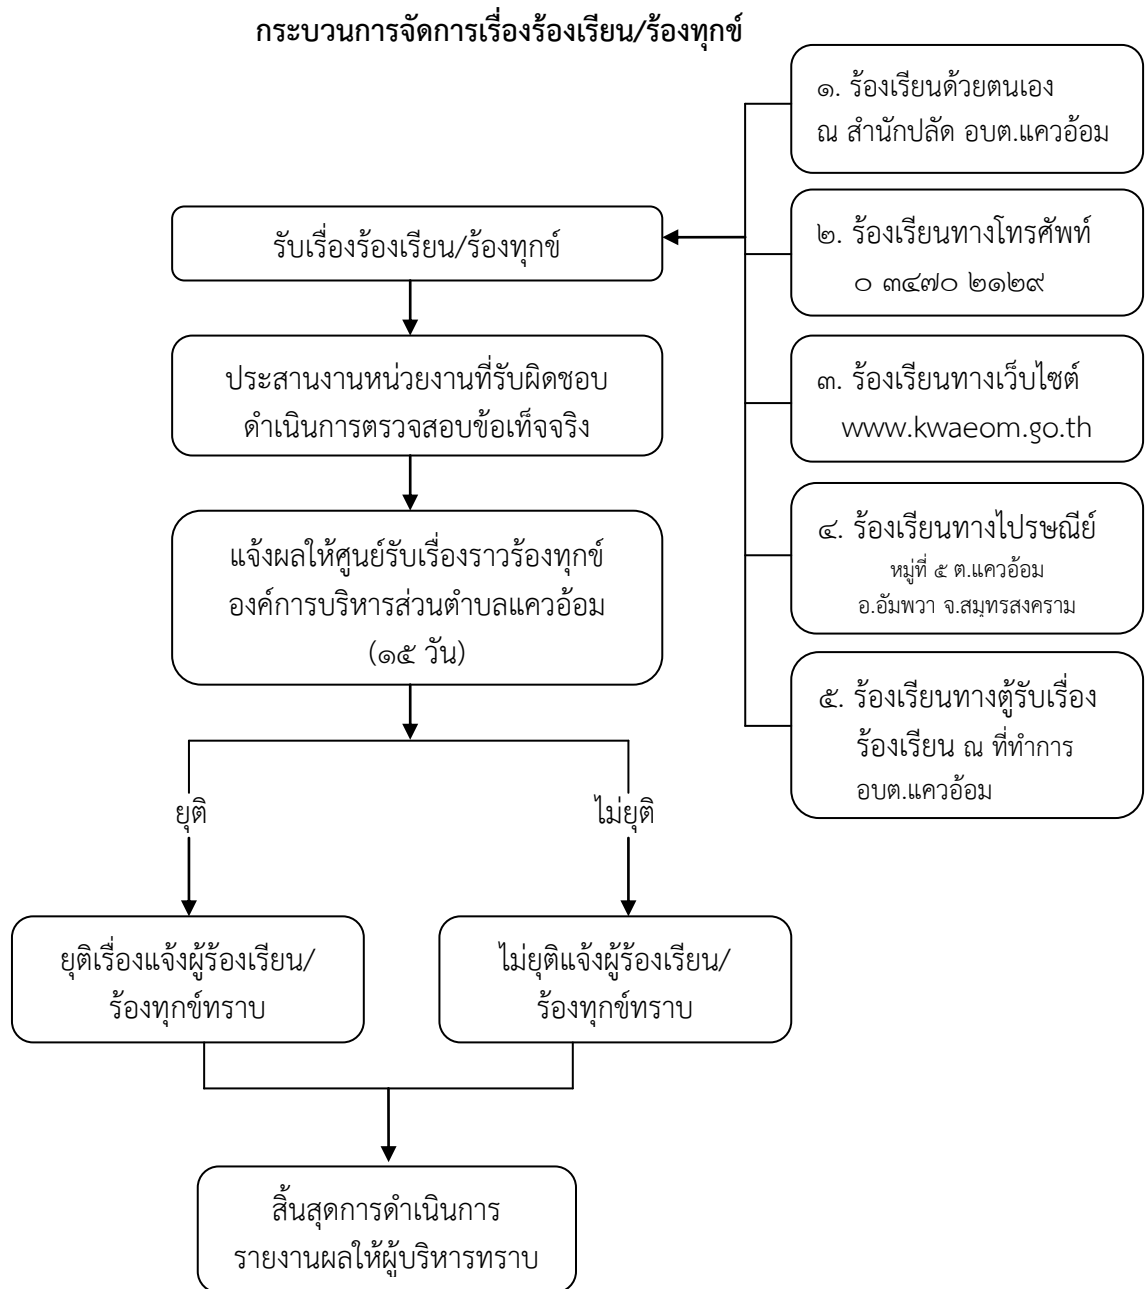 กระบวนการจัดการเรื่องร้องเรียน/ร้องทุกข์
๑. ร้องเรียนด้วยตนเอง
ณ สำนักปลัด อบต.แควอ้อม
รับเรื่องร้องเรียน/ร้องทุกข์
๒. ร้องเรียนทางโทรศัพท์
๐ ๓๔๗๐ ๒๑๒๙
ประสานงานหน่วยงานที่รับผิดชอบ
ดำเนินการตรวจสอบข้อเท็จจริง
๓. ร้องเรียนทางเว็บไซต์
www.kwaeom.go.th
แจ้งผลให้ศูนย์รับเรื่องราวร้องทุกข์
องค์การบริหารส่วนตำบลแควอ้อม
(๑๕ วัน)
๔. ร้องเรียนทางไปรษณีย์
หมู่ที่ ๕ ต.แควอ้อม
อ.อัมพวา จ.สมุทรสงคราม
๕. ร้องเรียนทางตู้รับเรื่อง
ร้องเรียน ณ ที่ทำการ
อบต.แควอ้อม
ยุติ
ไม่ยุติ
ยุติเรื่องแจ้งผู้ร้องเรียน/
ร้องทุกข์ทราบ
ไม่ยุติแจ้งผู้ร้องเรียน/
ร้องทุกข์ทราบ
สิ้นสุดการดำเนินการ
รายงานผลให้ผู้บริหารทราบ